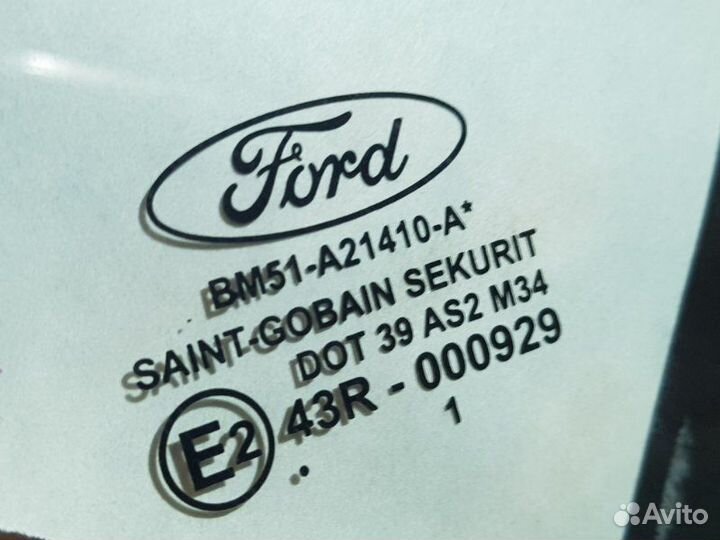 Ford
BM51-A21410-A*
SAINT-GOBAIN SEKURIT
DOT 39 AS2 M34
E2 43R - 000929
1
..
Avito